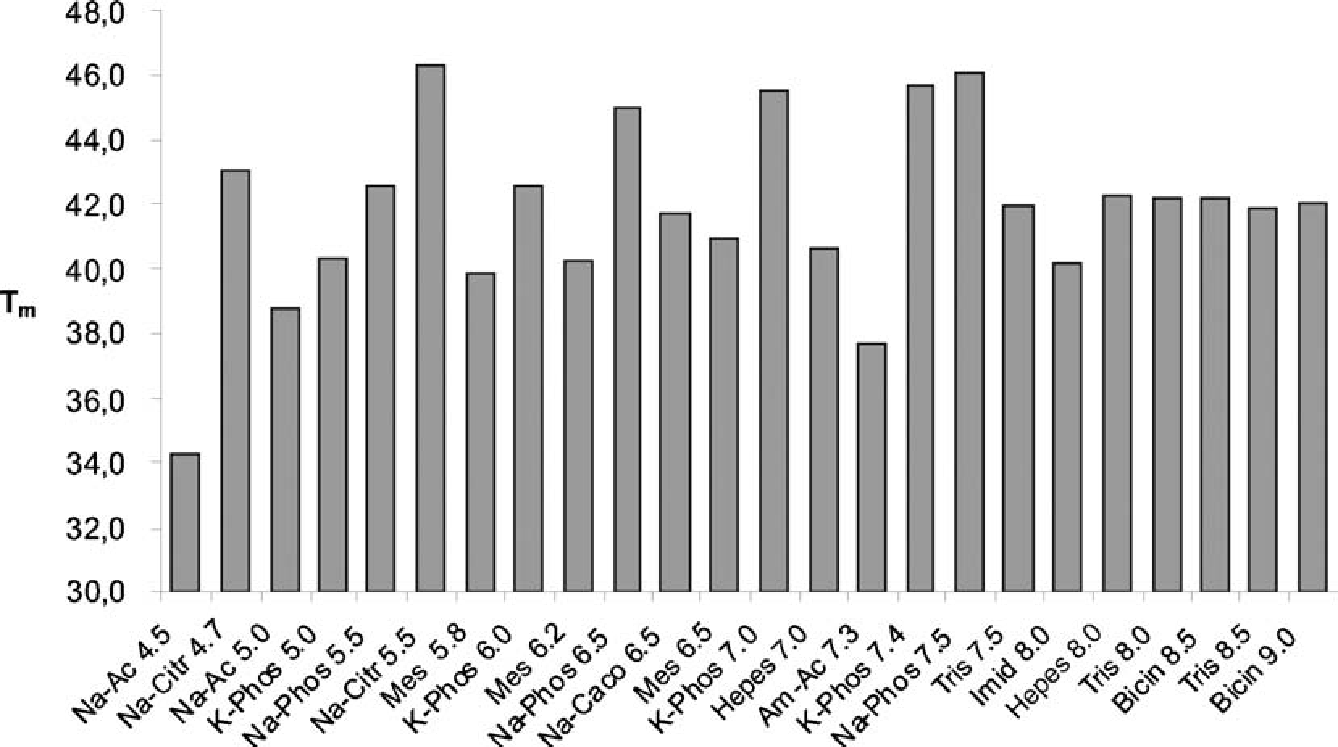 48,0
46,0
44,0
42,0
40,0
38,0
36,0
34,0
32,0
30,0
Tm
Na-Ac 4.5
Na-Citr 4.7
Na-Ac 5.0
K-Phos 5.0
Na-Phos 5.5
Na-Citr 5.5
Mes 5.8
K-Phos 6.0
Mes 6.2
Na-Phos 6.5
Na-Caco 6.5
Mes 6.5
K-Phos 7.0
Hepes 7.0
Am-Ac 7.3
K-Phos 7.4
Na-Phos 7.5
Tris 7.5
Imid 8.0
Hepes 8.0
Tris 8.0
Bicin 8.5
Tris 8.5
Bicin 9.0